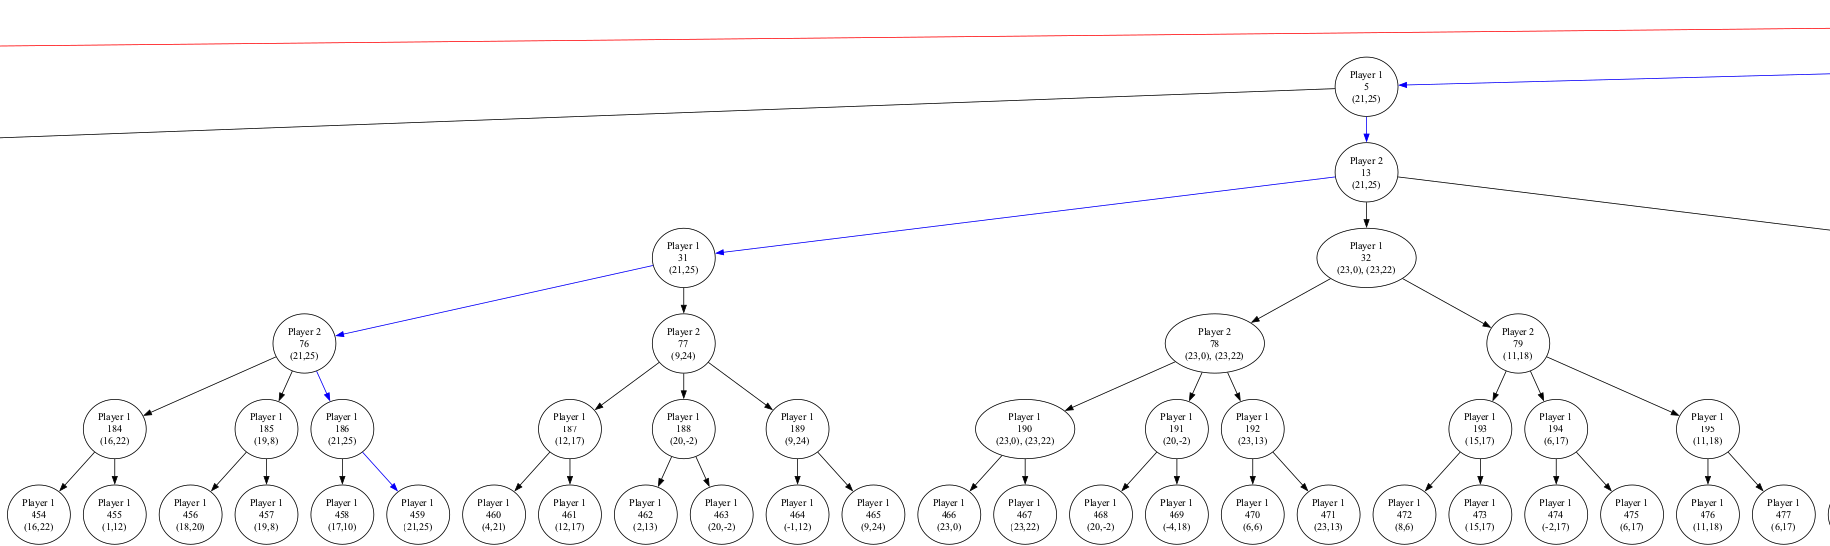 Player 1
5
(21,25)
Player 2
13
(21,25)
Player 1
31
(21,25)
Player 1
32
(23,0), (23,22)
Player 2
76
(21,25)
Player 2
77
(9,24)
Player 2
78
(23,0), (23,22)
Player 2
79
(11,18)
Player 1
184
(16,22)
Player 1
185
(19,8)
Player 1
186
(21,25)
Player 1
187
(12,17)
Player 1
188
(20,-2)
Player 1
189
(9,24)
Player 1
190
(23,0), (23,22)
Player 1
191
(20,-2)
Player 1
192
(23,13)
Player 1
193
(15,17)
Player 1
194
(6,17)
Player 1
195
(11,18)
Player 1
454
(16,22)
Player 1
455
(1,12)
Player 1
456
(18,20)
Player 1
457
(19,8)
Player 1
458
(17,10)
Player 1
459
(21,25)
Player 1
460
(4,21)
Player 1
461
(12,17)
Player 1
462
(2,13)
Player 1
463
(20,-2)
Player 1
464
(-1,12)
Player 1
465
(9,24)
Player 1
466
(23,0)
Player 1
467
(23,22)
Player 1
468
(20,-2)
Player 1
469
(-4,18)
Player 1
470
(6,6)
Player 1
471
(23,13)
Player 1
472
(8,6)
Player 1
473
(15,17)
Player 1
474
(-2,17)
Player 1
475
(6,17)
Player 1
476
(11,18)
Player 1
477
(6,17)